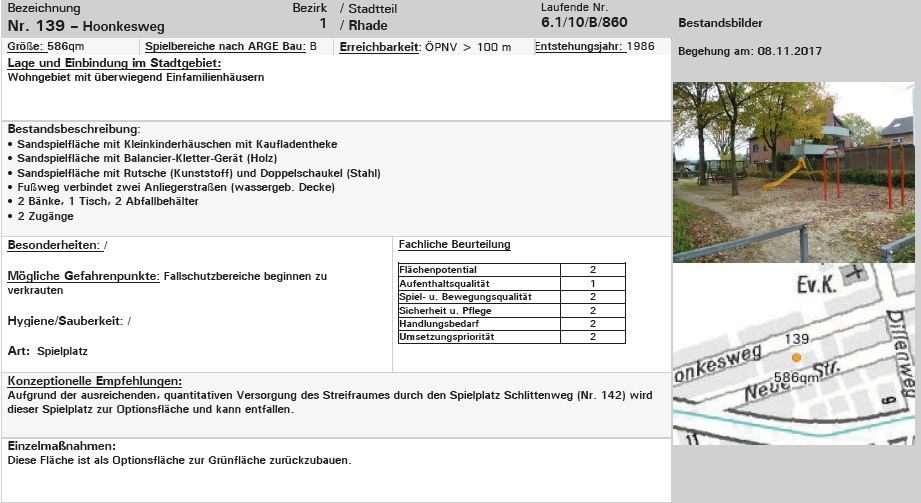 Bezeichnung Bezirk / Stadtteil Laufende Nr.
Nr. 139 – Hoonkesweg 1 / Rhade 6.1/10/B/860
Bestandsbilder
Größe: 586qm Spielbereiche nach ARGE Bau: B Erreichbarkeit: ÖPNV > 100 m Entstehungsjahr: 1986
Begehung am: 08.11.2017
Lage und Einbindung im Stadtgebiet:
Wohngebiet mit überwiegend Einfamilienhäusern
Bestandsbeschreibung:
• Sandspielfläche mit Kleinkinderhäuschen mit Kaufladentheke
• Sandspielfläche mit Balancier-Kletter-Gerät (Holz)
• Sandspielfläche mit Rutsche (Kunststoff) und Doppelschaukel (Stahl)
• Fußweg verbindet zwei Anliegerstraßen (wassergeb. Decke)
• 2 Bänke, 1 Tisch, 2 Abfallbehälter
• 2 Zugänge
Besonderheiten: /
Mögliche Gefahrenpunkte: Fallschutzbereiche beginnen zu
verkrauten
Hygiene/Sauberkeit: /
Art: Spielplatz
Fachliche Beurteilung
Flächenpotential 2
Aufenthaltsqualität 1
Spiel- u. Bewegungsqualität 2
Sicherheit u. Pflege 2
Handlungsbedarf 2
Umsetzungspriorität 2
Konzeptionelle Empfehlungen:
Aufgrund der ausreichenden, quantitativen Versorgung des Streifraumes durch den Spielplatz Schlittenweg (Nr. 142) wird
dieser Spielplatz zur Optionsfläche und kann entfallen.
Einzelmaßnahmen:
Diese Fläche ist als Optionsfläche zur Grünfläche zurückzubauen.
Ev.K.
139
onkesweg
586qm
Neue Str.
Dillenweg
9
11
10